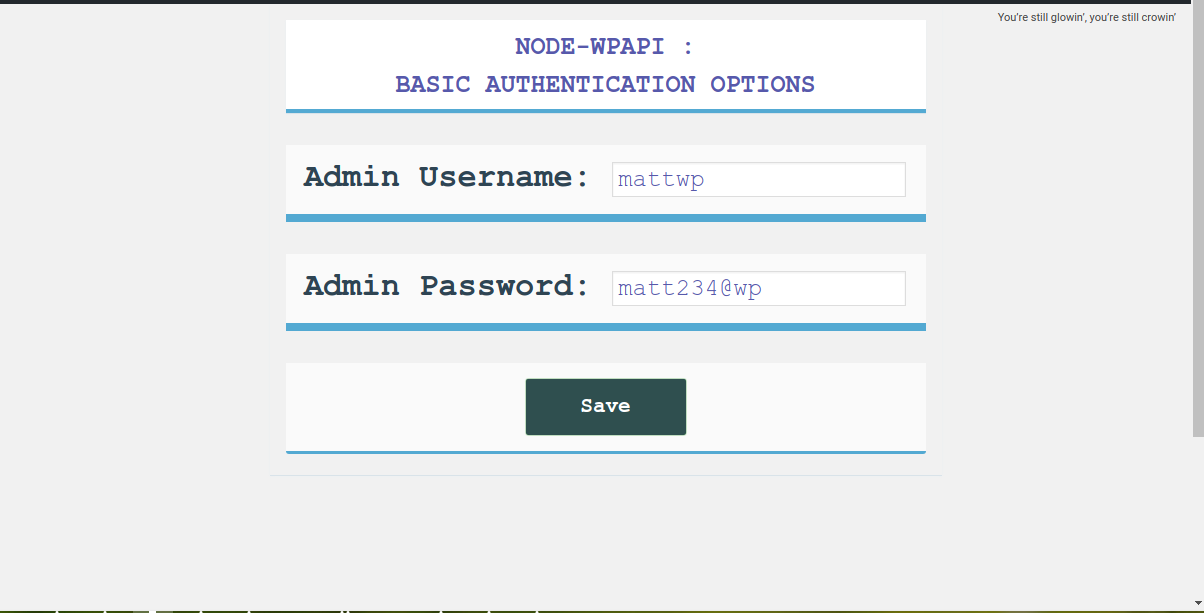 You're still glowin', you're still crowin'
NODE-WPAPI :
BASIC AUTHENTICATION OPTIONS
Admin Username: mattwp
Admin Password: matt234@wp
Save